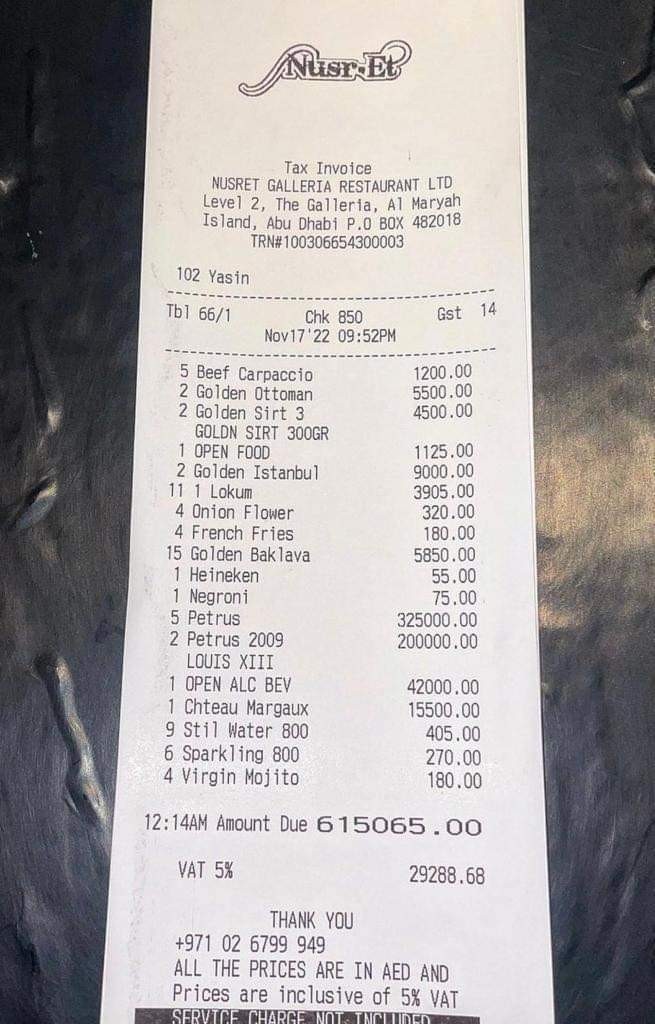 Nusr-Et
Tax Invoice
NUSRET GALLERIA RESTAURANT LTD
Level 2, The Galleria, Al Maryah
Island, Abu Dhabi P.O BOX 482018
TRN#100306654300003
102 Yasin
Tbl 66/1 Chk 850 Gst 14
Nov17'22 09:52PM
5 Beef Carpaccio 1200.00
2 Golden Ottoman 5500.00
2 Golden Sirt 3 4500.00
GOLDN SIRT 300GR
1 OPEN FOOD 1125.00
2 Golden Istanbul 9000.00
11 1 Lokum 3905.00
4 Onion Flower 320.00
4 French Fries 180.00
15 Golden Baklava 5850.00
1 Heineken 55.00
1 Negroni 75.00
5 Petrus 325000.00
2 Petrus 2009 200000.00
LOUIS XIII
1 OPEN ALC BEV 42000.00
1 Chteau Margaux 15500.00
9 Stil Water 800 405.00
6 Sparkling 800 270.00
4 Virgin Mojito 180.00
12:14AM Amount Due 615065.00
VAT 5% 29288.68
THANK YOU
+971 02 6799 949
ALL THE PRICES ARE IN AED AND
Prices are inclusive of 5% VAT
SERVICE CHARGE NOT INCLUDED